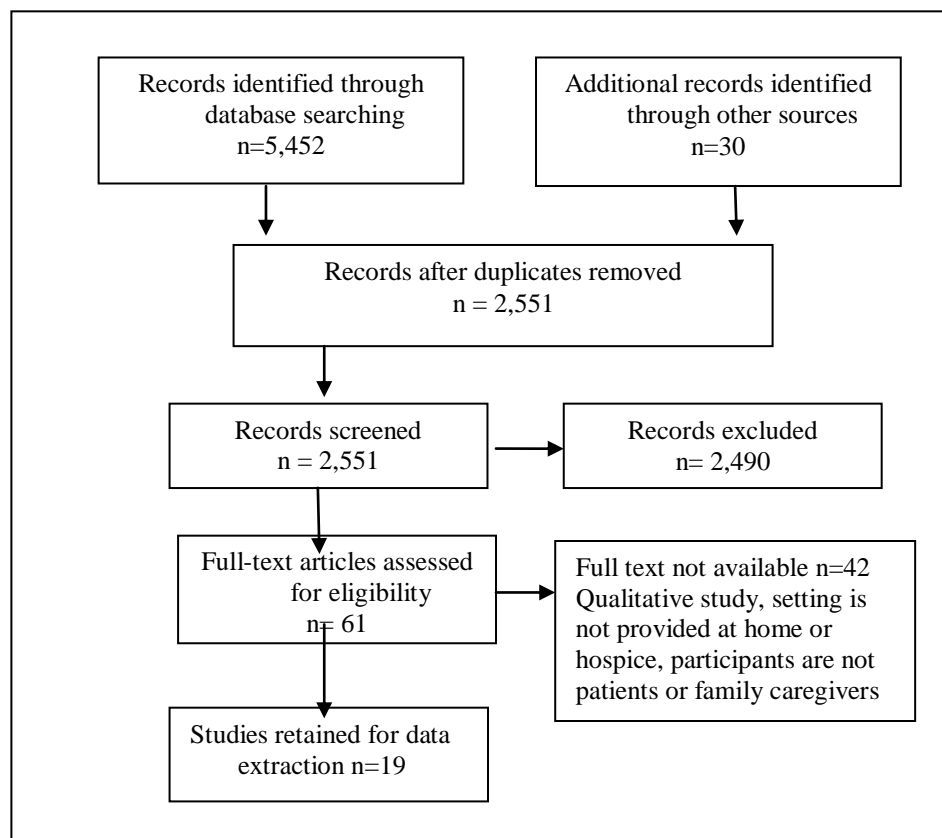 Records identified through
database searching
n=5,452
Additional records identified
through other sources
n=30
Records after duplicates removed
n = 2,551
Records screened
n = 2,551
Records excluded
n= 2,490
Full-text articles assessed
for eligibility
n= 61
Full text not available n=42
Qualitative study, setting is
not provided at home or
hospice, participants are not
patients or family caregivers
Studies retained for data
extraction n=19